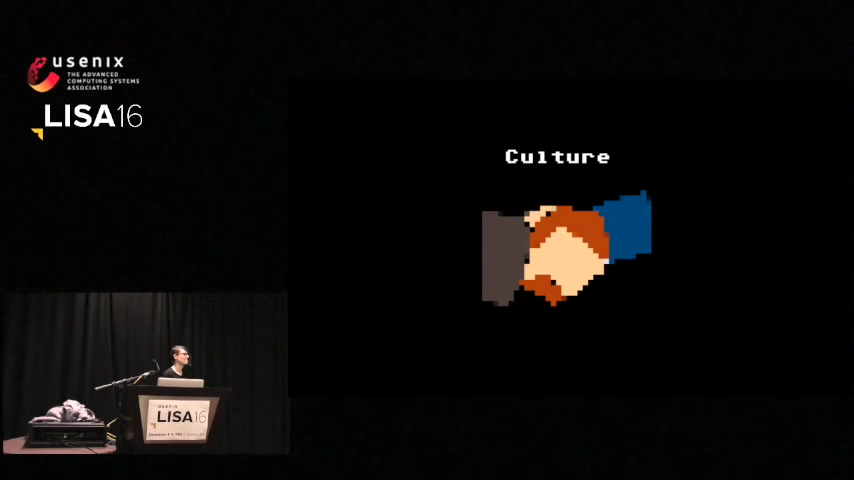 usenix
THE ADVANCED
COMPUTING SYSTEMS
ASSOCIATION
LISA16
Culture
usenix
LISA16